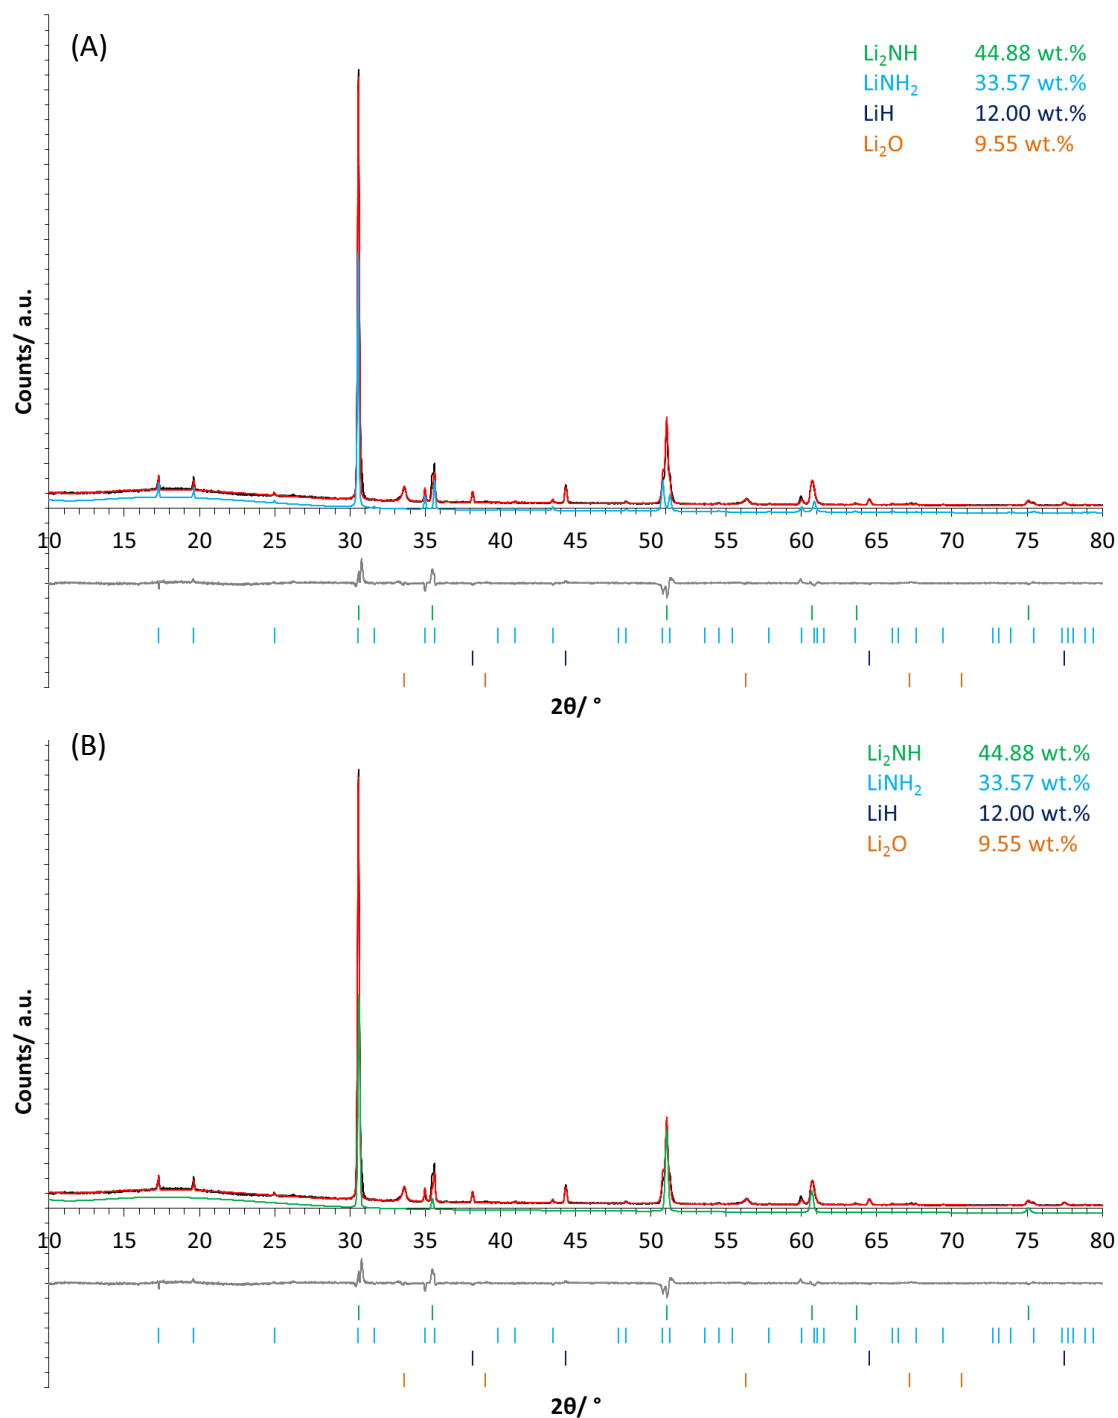 (A)
Li₂NH 44.88 wt.%
LiNH₂ 33.57 wt.%
LiH 12.00 wt.%
Li₂O 9.55 wt.%
Counts/ a.u.
10 15 20 25 30 35 40 45 50 55 60 65 70 75 80
2θ/ °
(B)
Li₂NH 44.88 wt.%
LiNH₂ 33.57 wt.%
LiH 12.00 wt.%
Li₂O 9.55 wt.%
Counts/ a.u.
10 15 20 25 30 35 40 45 50 55 60 65 70 75 80
2θ/ °